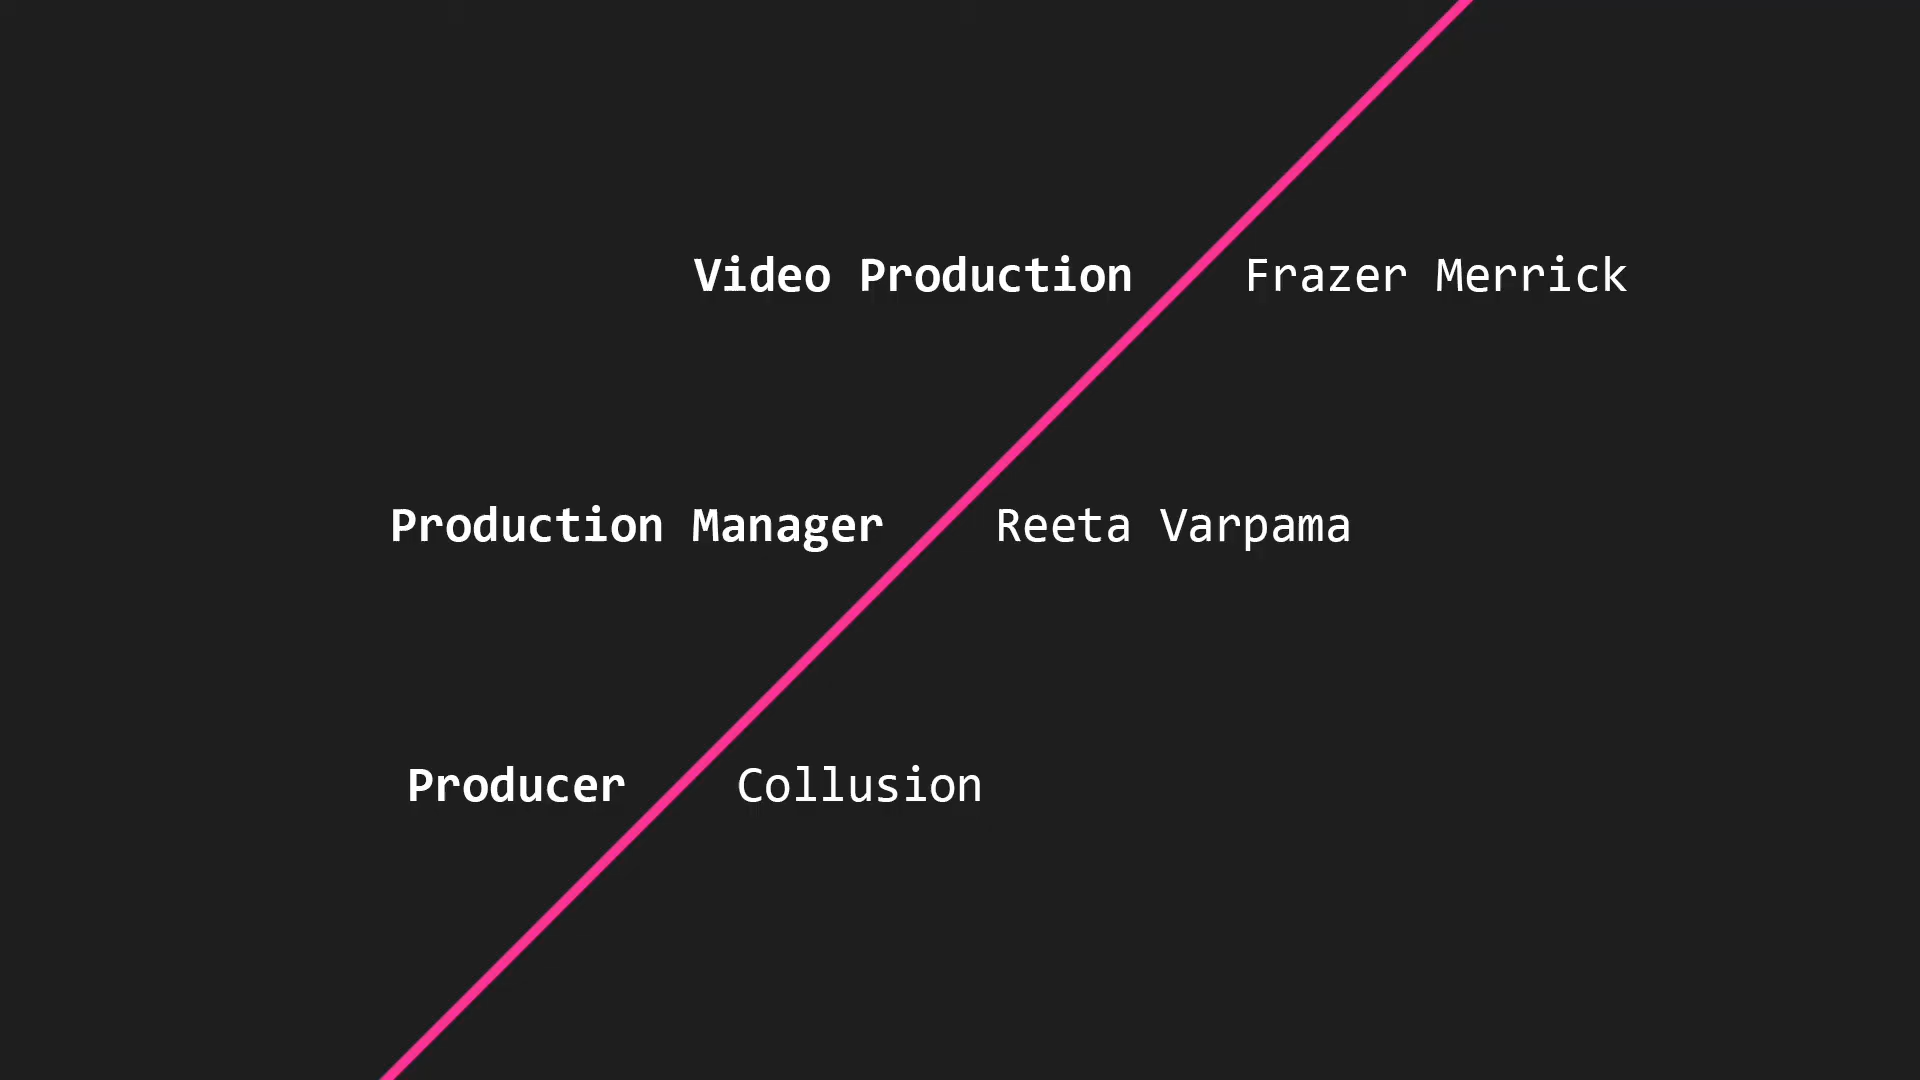 Video Production Frazer Merrick
Production Manager Reeta Varpama
Producer Collusion